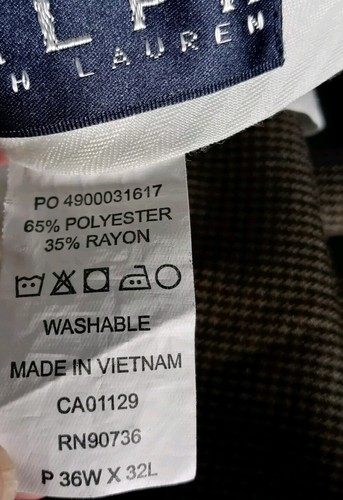 LAUREN
PO 4900031617
65% POLYESTER
35% RAYON
WASHABLE
MADE IN VIETNAM
CA01129
RN90736
P 36W X 32L